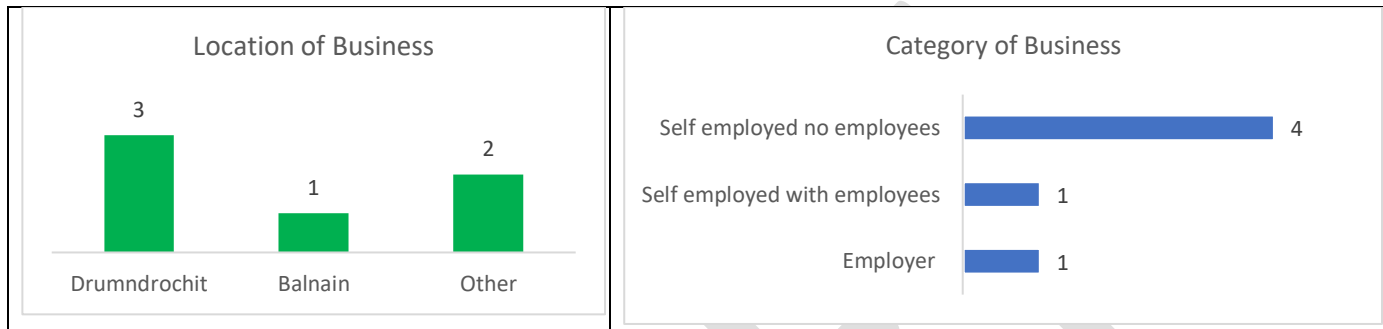 Location of Business
3
1
2
Drumndrochit
Balnain
Other
Category of Business
Self employed no employees
4
Self employed with employees
1
Employer
1